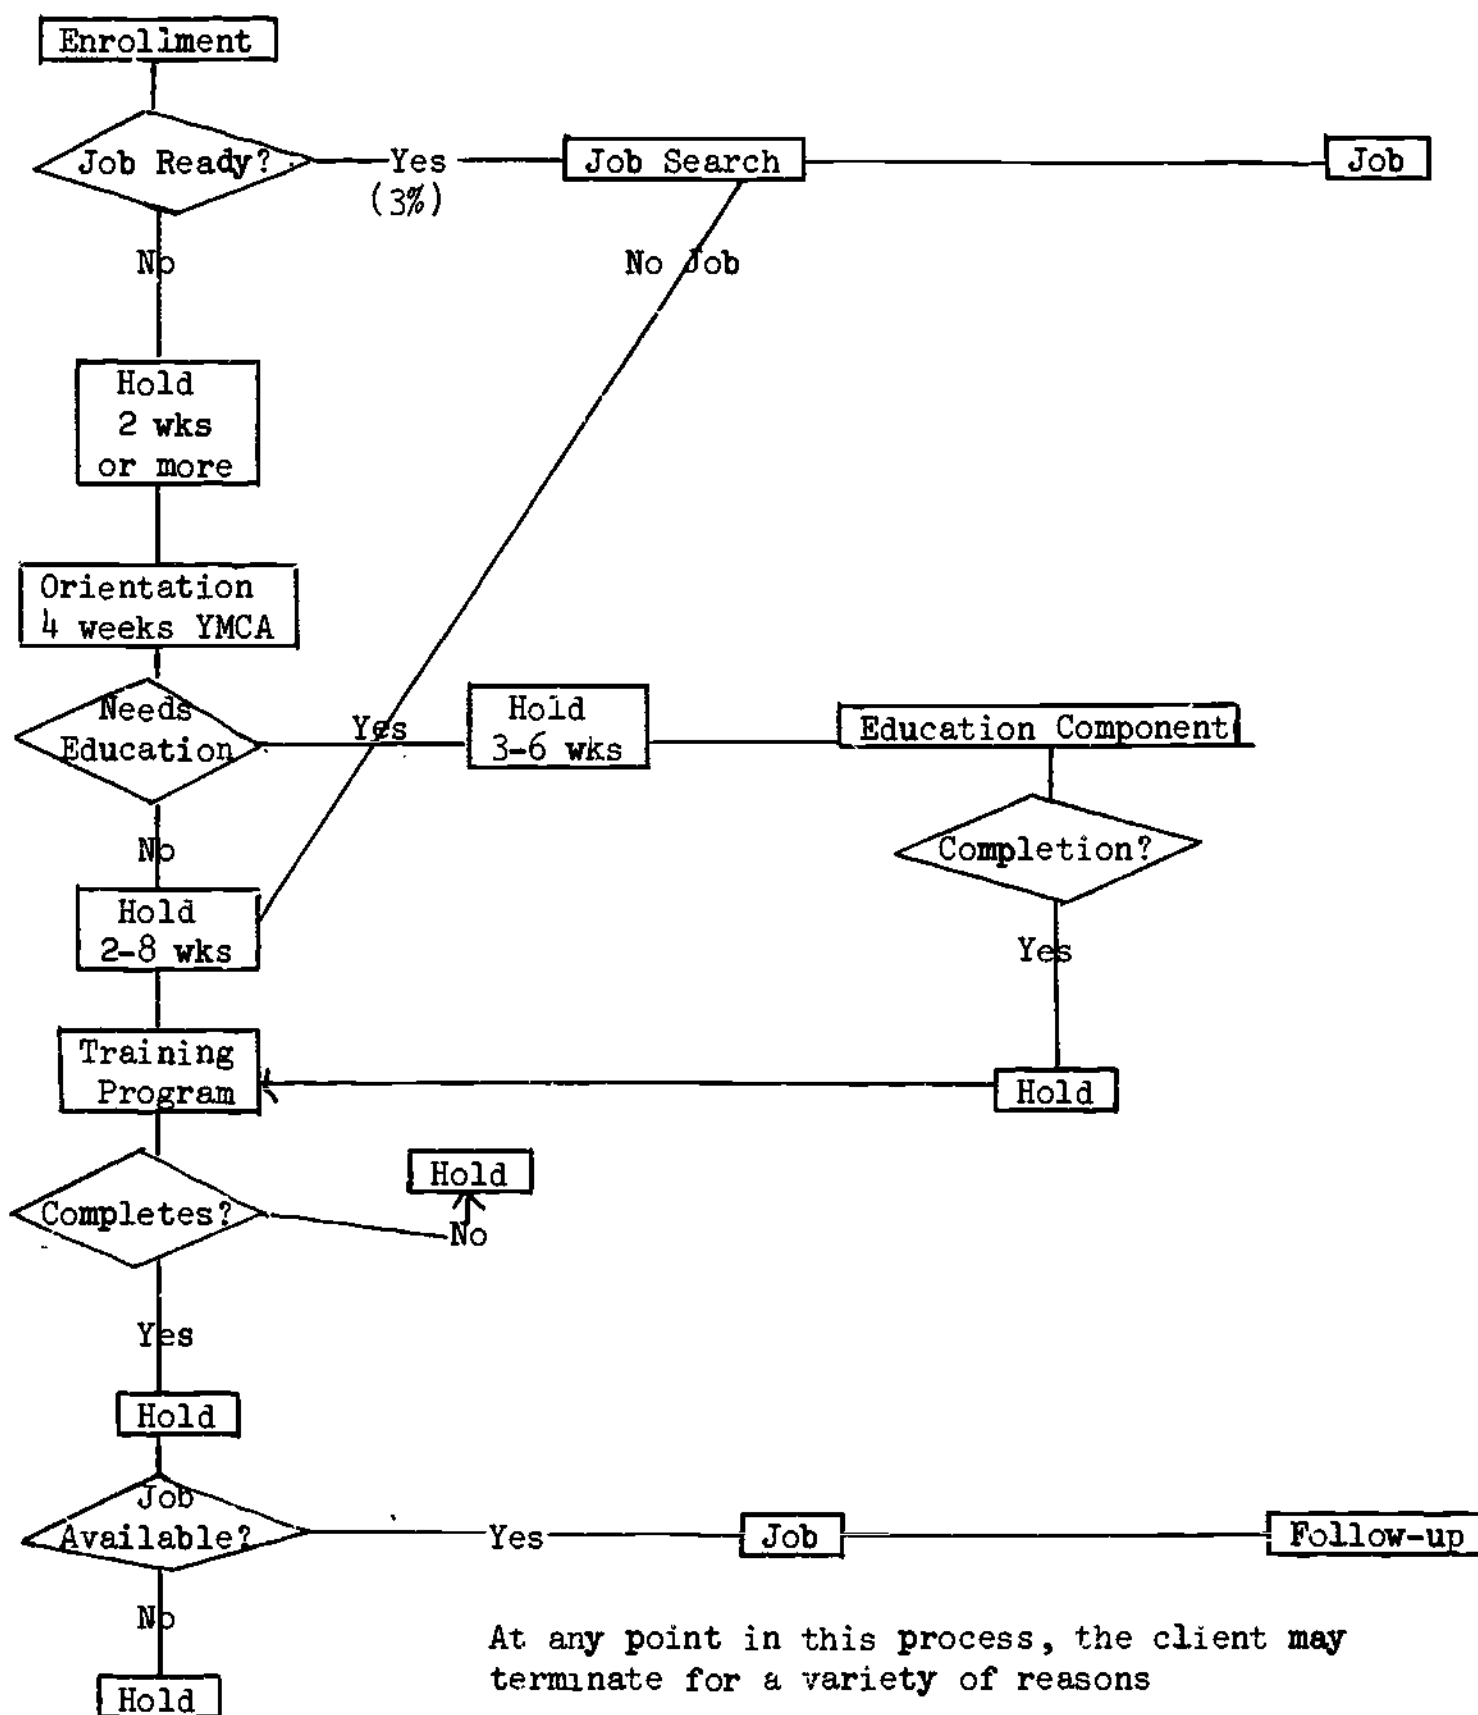 Enrollment
Job Ready?
Yes
(3%)
Job Search
Job
No
No Job
Hold
2 wks
or more
Orientation
4 weeks YMCA
Needs
Education
Yes
Hold
3-6 wks
Education Component
No
Completion?
Hold
2-8 wks
Yes
Training
Program
Hold
Hold
Completes?
No
Yes
Hold
Job
Available?
Yes
Job
Follow-up
No
At any point in this process, the client may
terminate for a variety of reasons
Hold